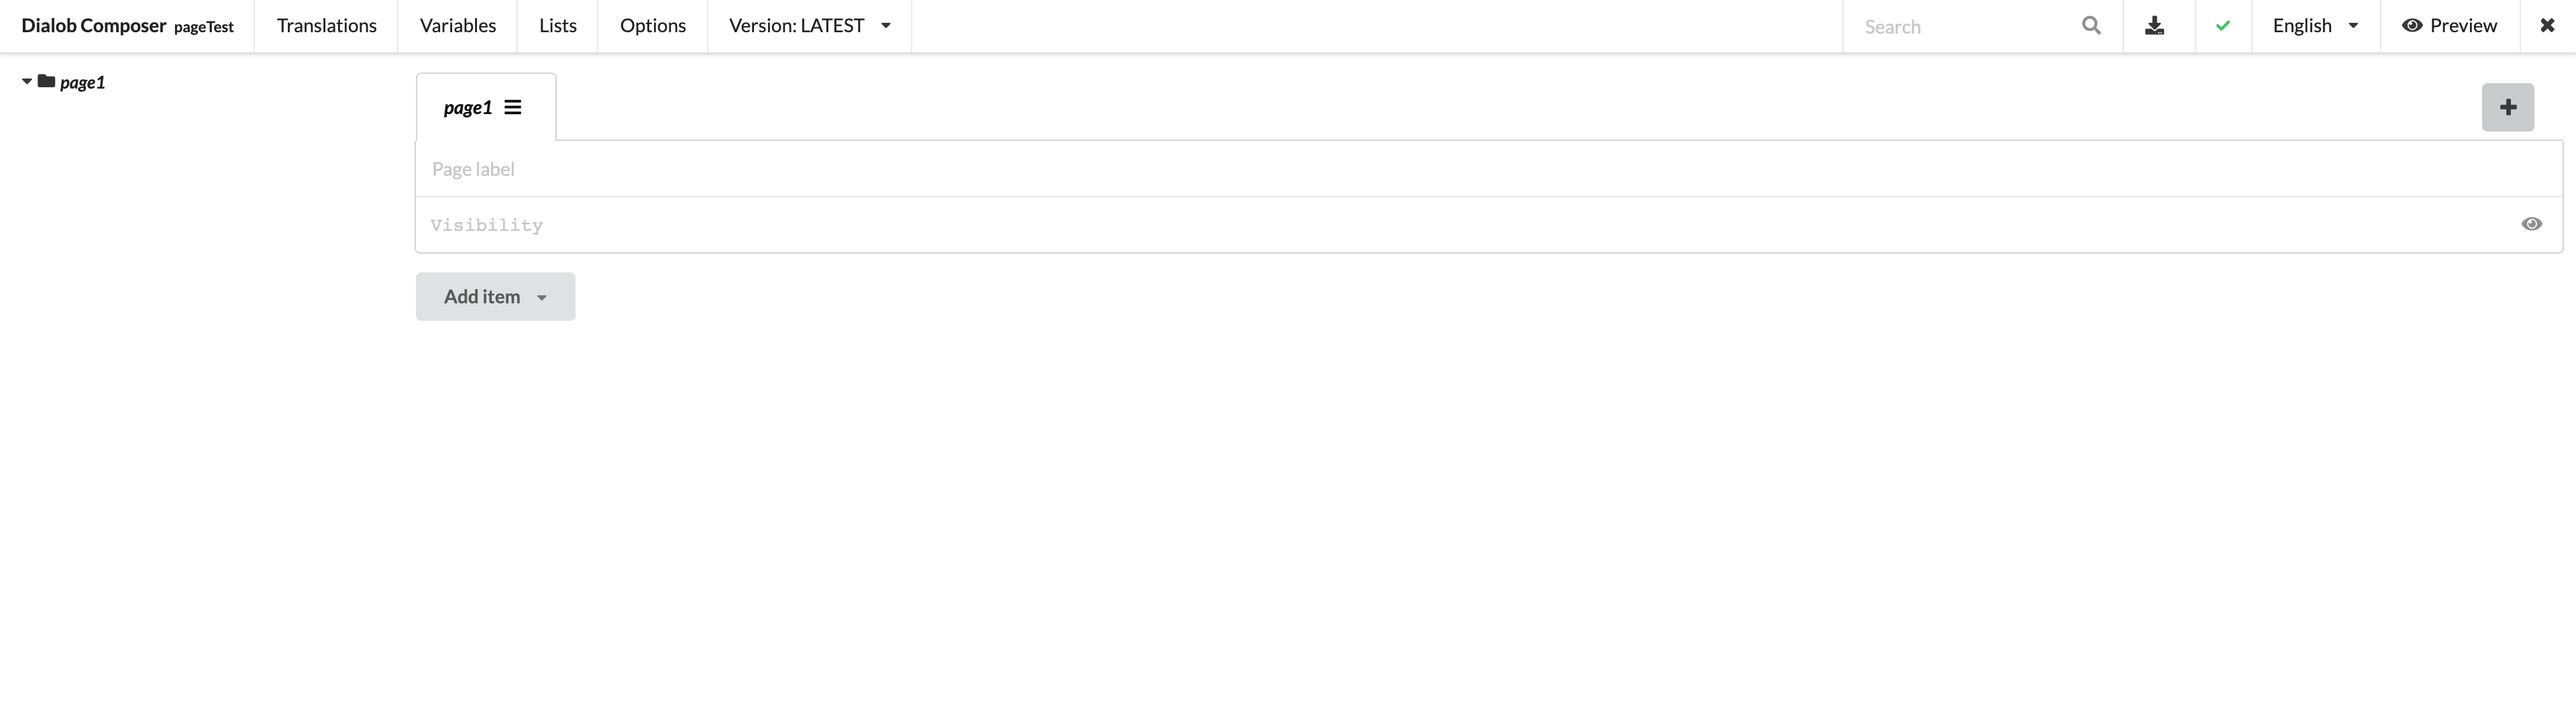 Dialob Composer pageTest Translations Variables Lists Options Version: LATEST Search English Preview
page1
page1
Page label
Visibility
Add item